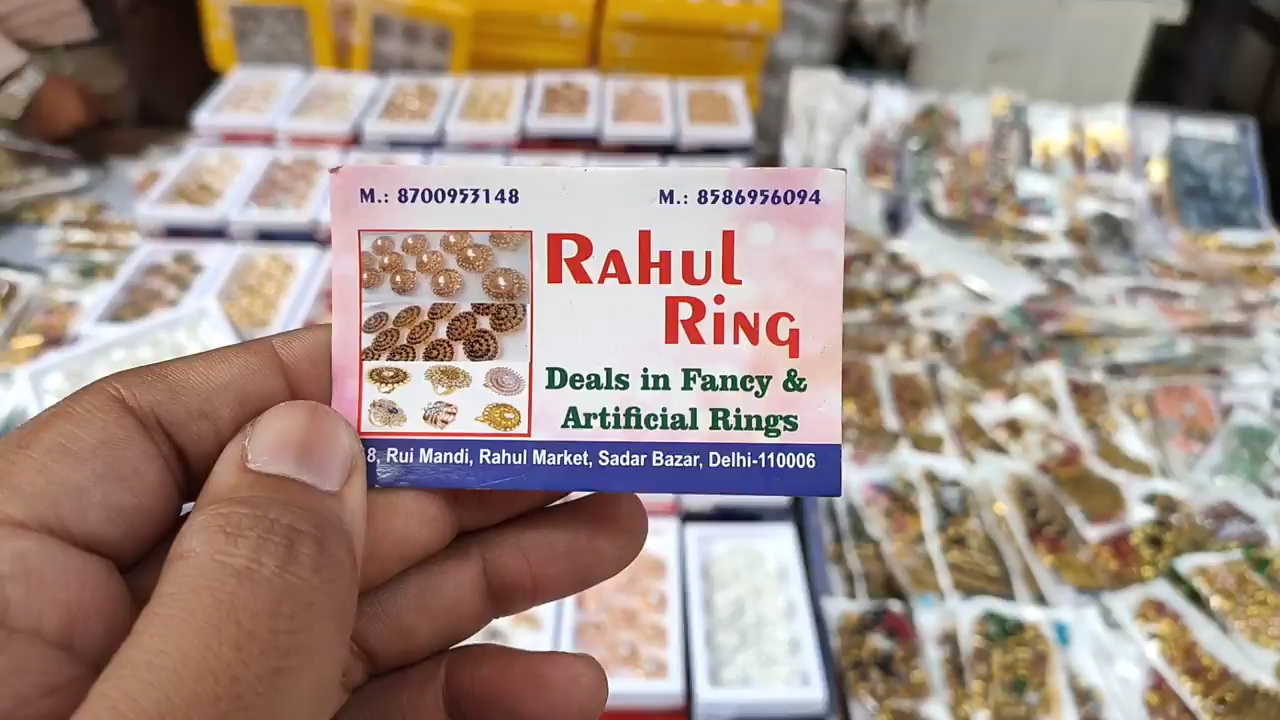 M.: 8700953148 M.: 8586956094
Rahul
Ring
Deals in Fancy &
Artificial Rings
8, Rui Mandi, Rahul Market, Sadar Bazar, Delhi-110006